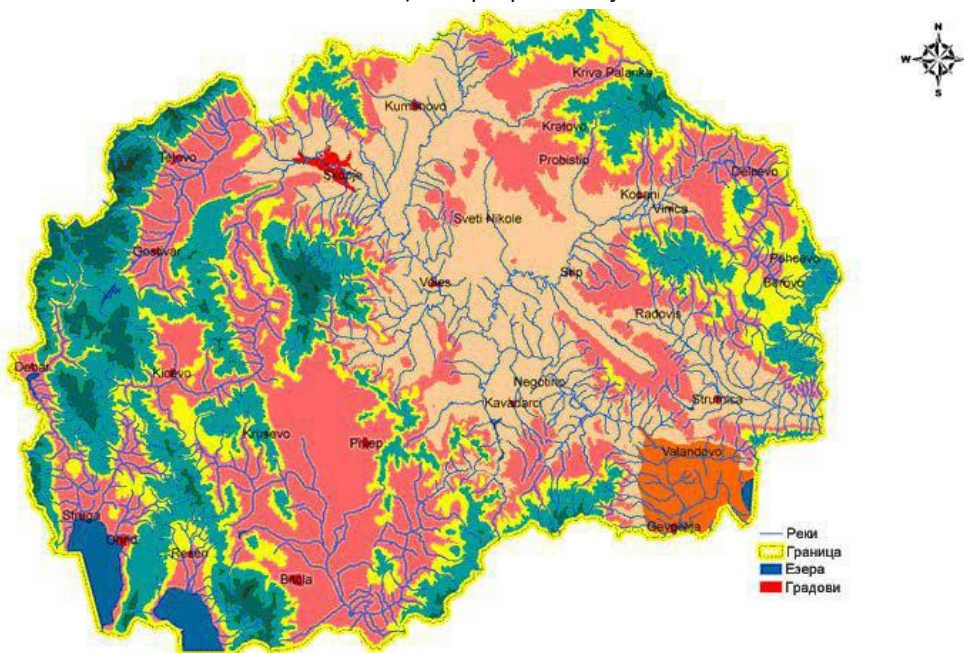 N
W E
S
Kriva Palanka
Kumanovo
Kratovo
Tetovo
Probistip
Skopje
Delcevo
Kocani
Vinica
Sveti Nikole
Gostivar
Pehcevo
Stip
Berovo
Veles
Radovis
Debar
Kicevo
Negotino
Kavadarci
Strumica
Krusevo
Prilep
Valandovo
Struga
Gevgelija
Ohrid
Resen
Bitola
Реки
Граница
Езера
Градови